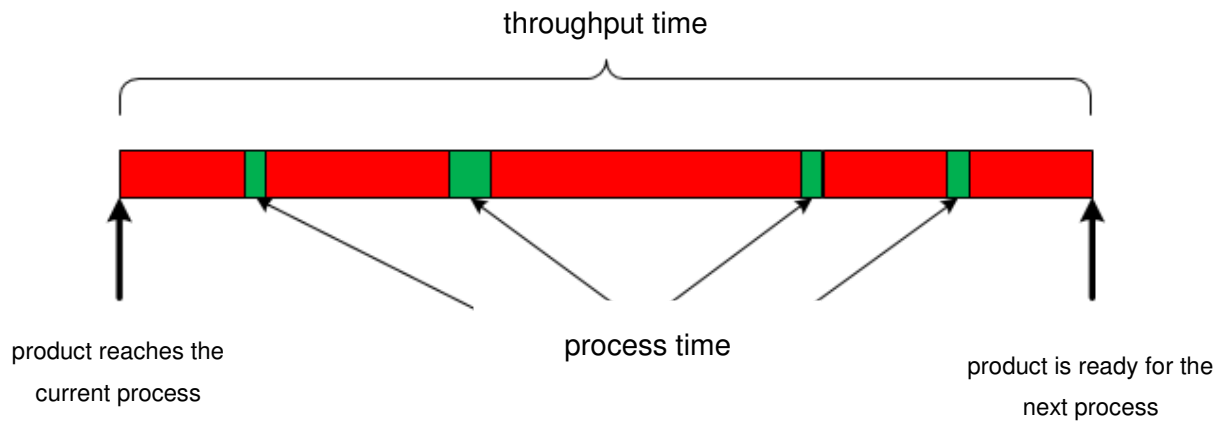 throughput time
process time
product reaches the
current process
product is ready for the
next process